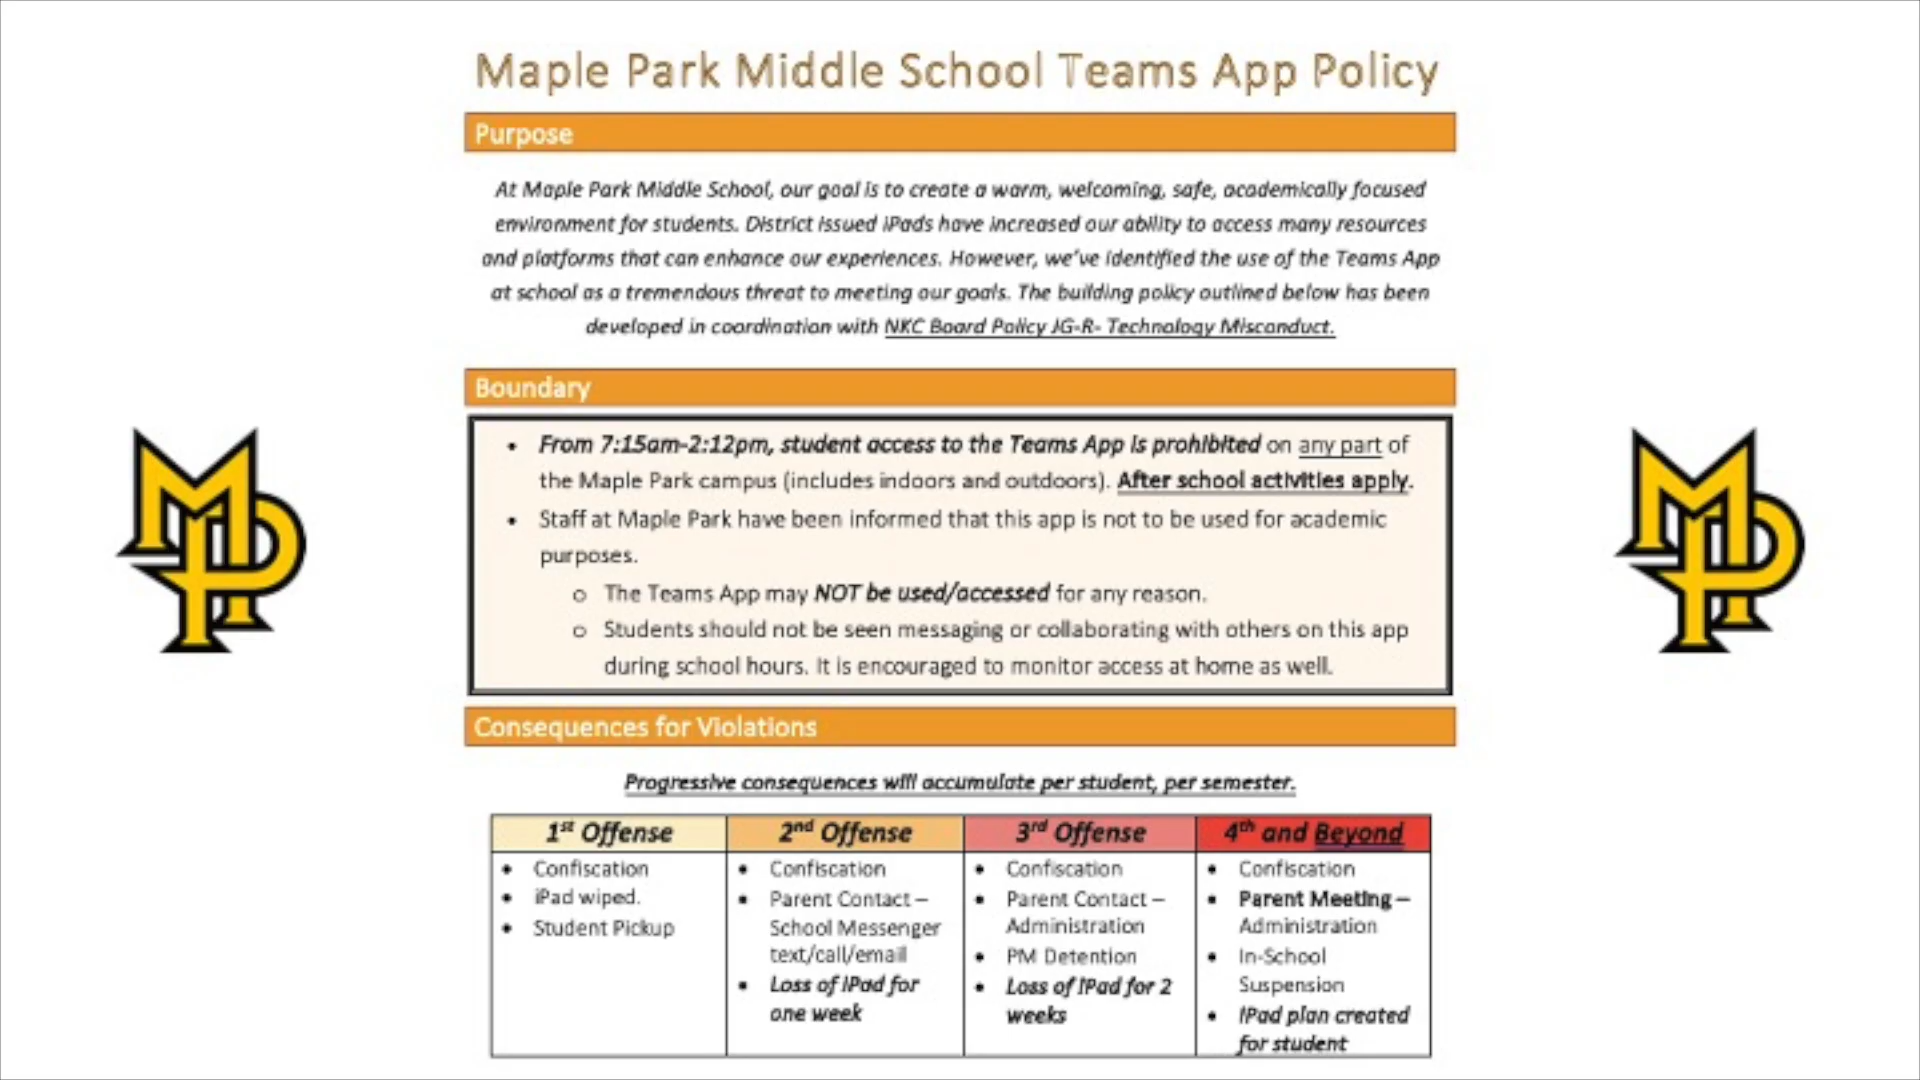 Maple Park Middle School Teams App Policy
Purpose
At Maple Park Middle School, our goal is to create a warm, welcoming, safe, academically focused
environment for students. District issued iPads have increased our ability to access many resources
and platforms that can enhance our experiences. However, we've identified the use of the Teams App
at school as a tremendous threat to meeting our goals. The building policy outlined below has been
developed in coordination with NKC Board Policy JG-R- Technology Misconduct.
Boundary
• From 7:15am-2:12pm, student access to the Teams App is prohibited on any part of
the Maple Park campus (includes indoors and outdoors). After school activities apply.
• Staff at Maple Park have been informed that this app is not to be used for academic
purposes.
o The Teams App may NOT be used/accessed for any reason.
o Students should not be seen messaging or collaborating with others on this app
during school hours. It is encouraged to monitor access at home as well.
MP
MP
Consequences for Violations
Progressive consequences will accumulate per student, per semester.
1st Offense
• Confiscation
• iPad wiped.
• Student Pickup
2nd Offense
• Confiscation
• Parent Contact –
School Messenger
text/call/email
• Loss of iPad for
one week
3rd Offense
• Confiscation
• Parent Contact –
Administration
• PM Detention
• Loss of iPad for 2
weeks
4th and Beyond
• Confiscation
• Parent Meeting –
Administration
• In-School
Suspension
• iPad plan created
for student